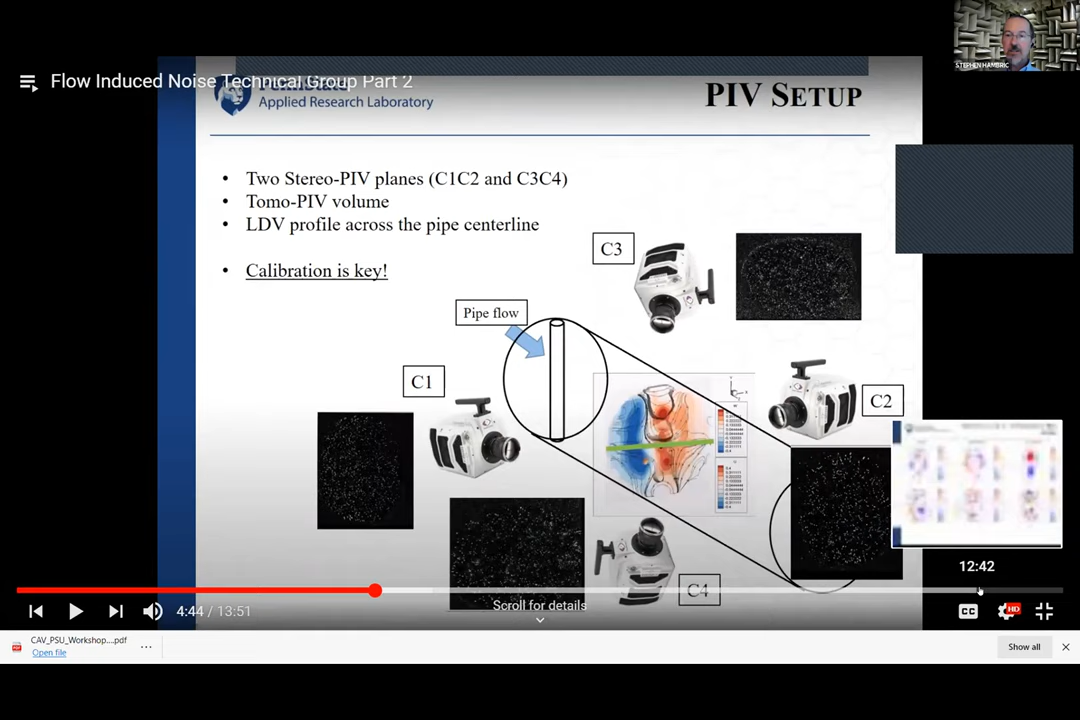 STEPHEN HAMBRIC
Flow Induced Noise Technical Group Part 2
Applied Research Laboratory
PIV SETUP
• Two Stereo-PIV planes (C1C2 and C3C4)
• Tomo-PIV volume
• LDV profile across the pipe centerline
• Calibration is key!
C3
Pipe flow
C1
C2
C4
12:42
Scroll for details
4:44 / 13:51
CC
HD
CAV_PSU_Workshop....pdf
Open file
Show all